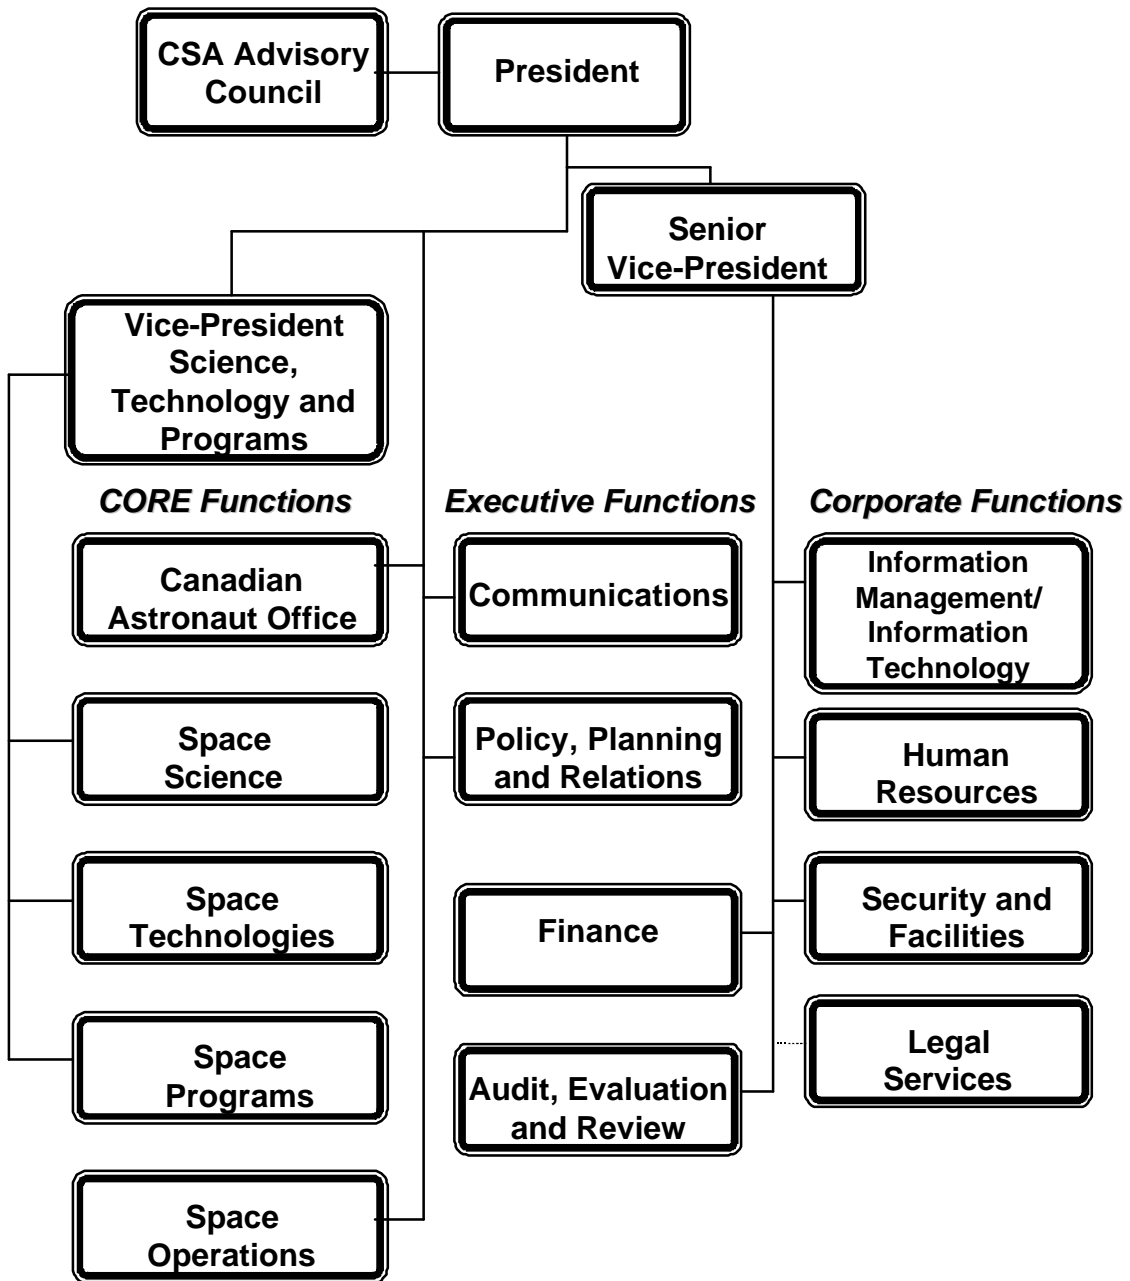 CSA Advisory
Council
President
Senior
Vice-President
Vice-President
Science,
Technology and
Programs
CORE Functions
Canadian
Astronaut Office
Space
Science
Space
Technologies
Space
Programs
Space
Operations
Executive Functions
Communications
Policy, Planning
and Relations
Finance
Audit, Evaluation
and Review
Corporate Functions
Information
Management/
Information
Technology
Human
Resources
Security and
Facilities
Legal
Services